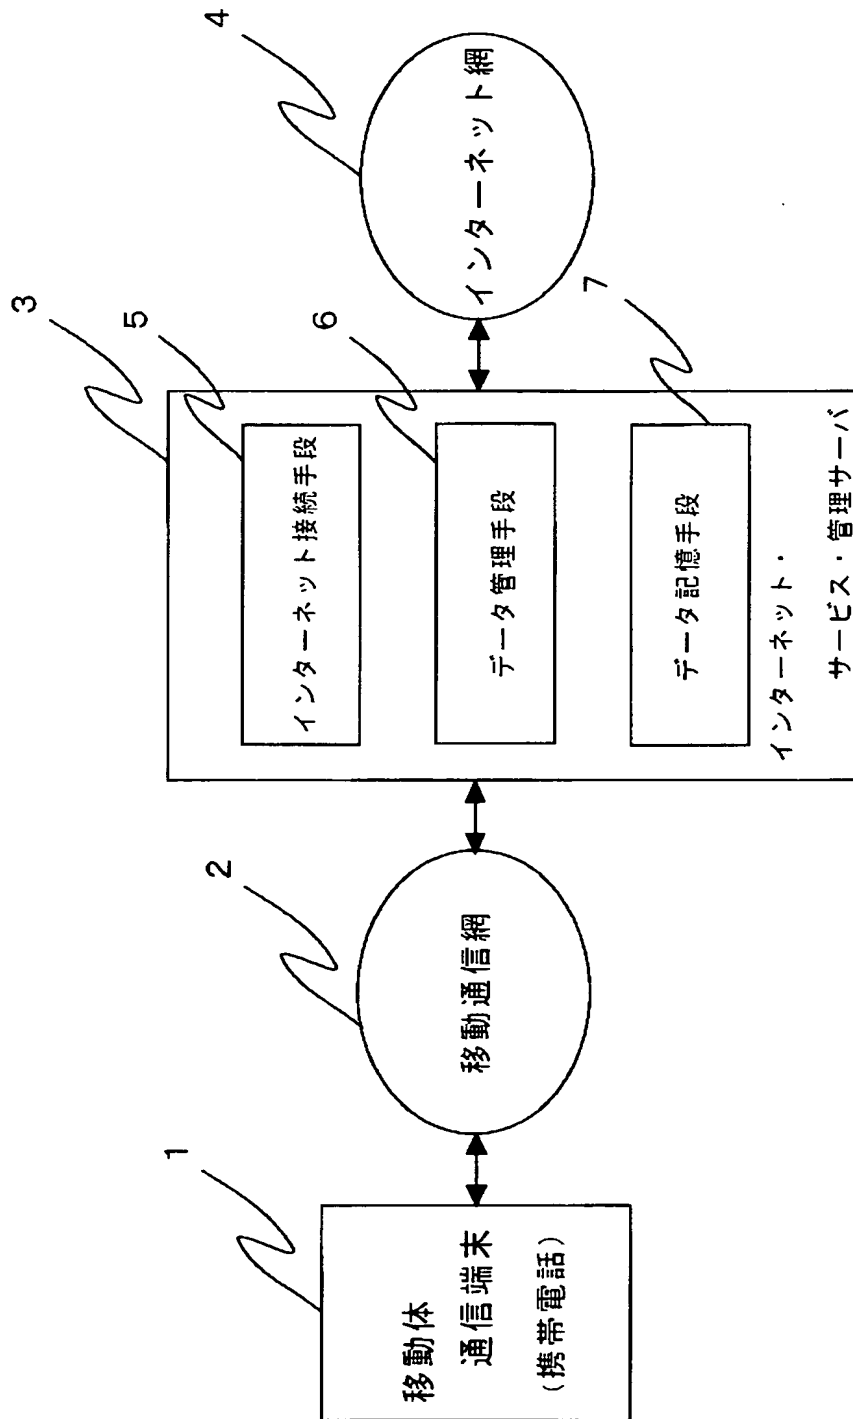 1
移動体
通信端末
(携帯電話)
2
移動通信網
3
5
インターネット接続手段
6
データ管理手段
7
データ記憶手段
インターネット・
サービス・管理サーバ
4
インターネット網